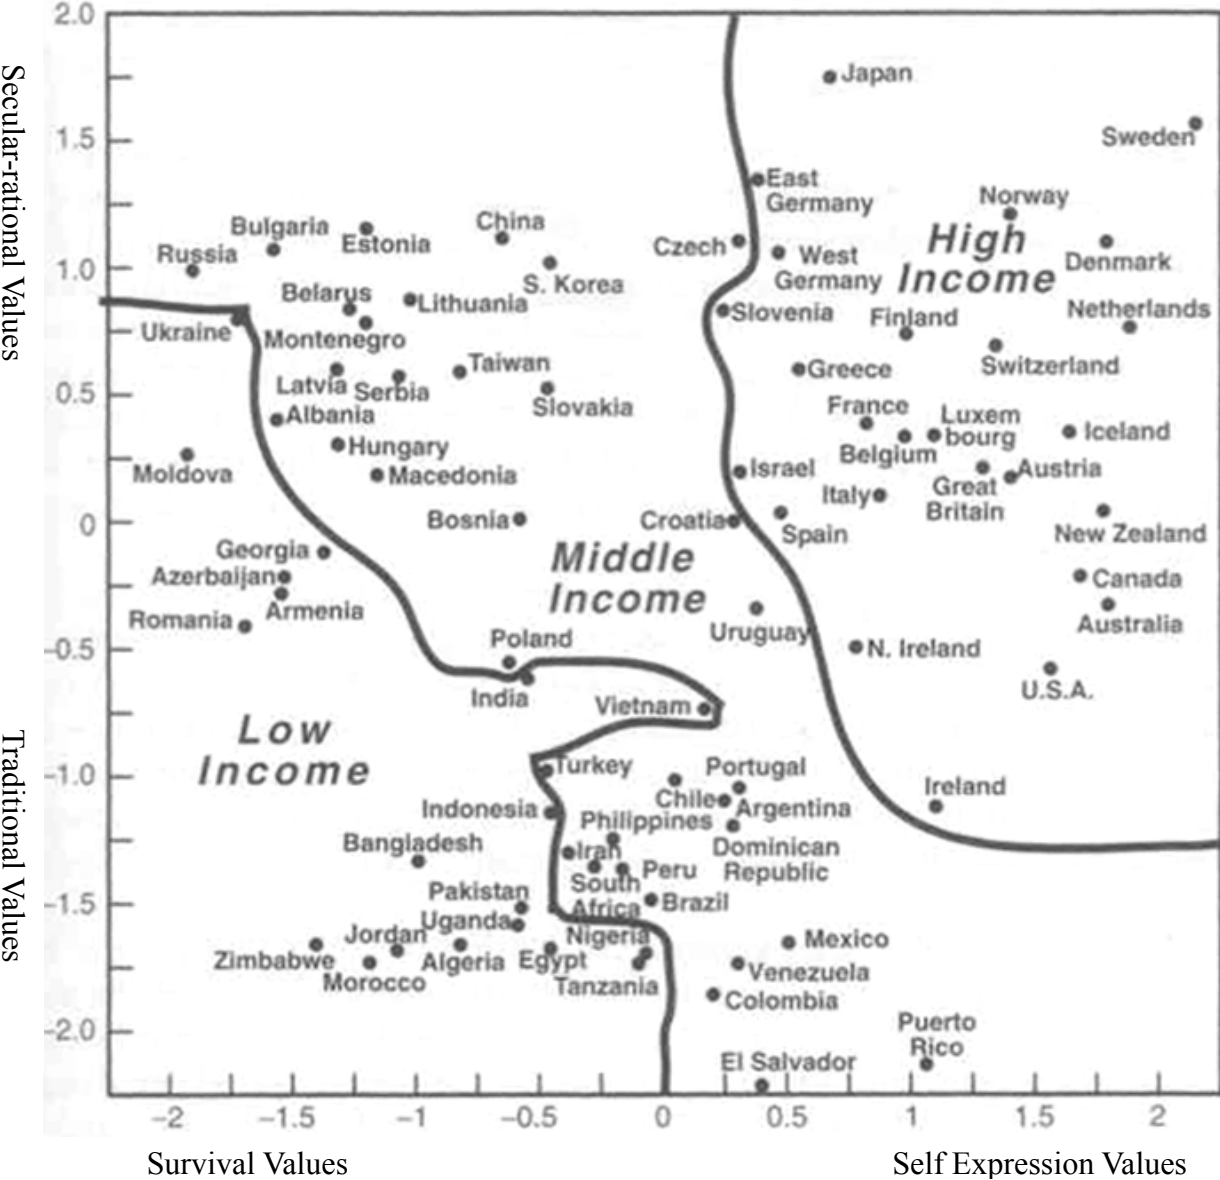 2.0
Japan
Sweden
1.5
East
Germany
Norway
Bulgaria
Estonia
China
Czech
West
Germany
High
Income
Denmark
Russia
1.0
S. Korea
Belarus
Lithuania
Slovenia
Finland
Netherlands
Ukraine
Montenegro
Switzerland
Latvia
Serbia
Taiwan
Greece
0.5
Slovakia
France
Luxem
bourg
Iceland
Albania
Belgium
Hungary
Moldova
Macedonia
Israel
Italy
Great
Britain
Austria
0
Bosnia
Croatia
Spain
New Zealand
Georgia
Middle
Income
Azerbaijan
Armenia
Canada
Romania
Uruguay
Australia
-0.5
Poland
N. Ireland
India
U.S.A.
Vietnam
Low
Income
-1.0
Turkey
Portugal
Ireland
Indonesia
Chile
Argentina
Philippines
Bangladesh
Iran
Dominican
Republic
South
Africa
Peru
-1.5
Pakistan
Brazil
Uganda
Jordan
Nigeria
Mexico
Zimbabwe
Algeria
Egypt
Venezuela
Morocco
Tanzania
Colombia
-2.0
Puerto
Rico
El Salvador
−2
−1.5
−1
−0.5
0
0.5
1
1.5
2
Survival Values
Self Expression Values
Secular-rational Values
Traditional Values